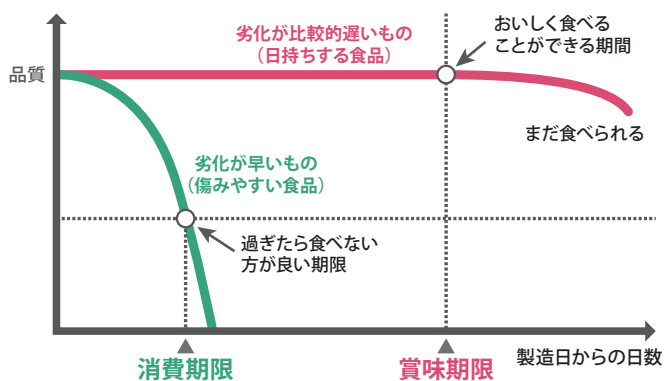 おいしく食べる
ことができる期間
劣化が比較的遅いもの
（日持ちする食品）
品質
まだ食べられる
劣化が早いもの
（傷みやすい食品）
過ぎたら食べない
方が良い期限
製造日からの日数
消費期限
賞味期限